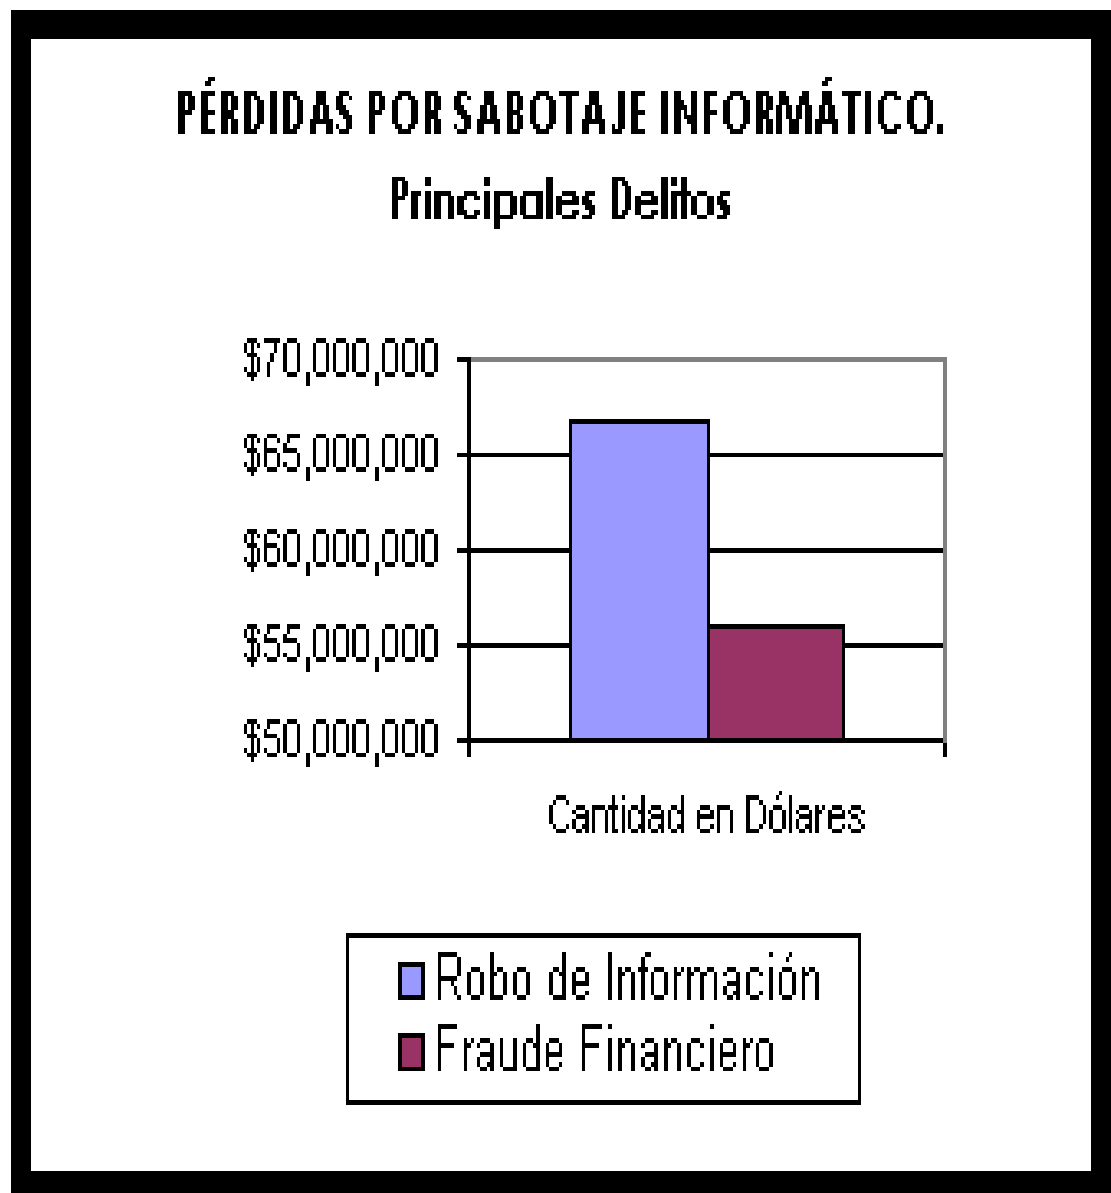 PÉRDIDAS POR SABOTAJE INFORMÁTICO.
Principales Delitos
$70,000,000
$65,000,000
$60,000,000
$55,000,000
$50,000,000
Cantidad en Dólares
Robo de Información
Fraude Financiero